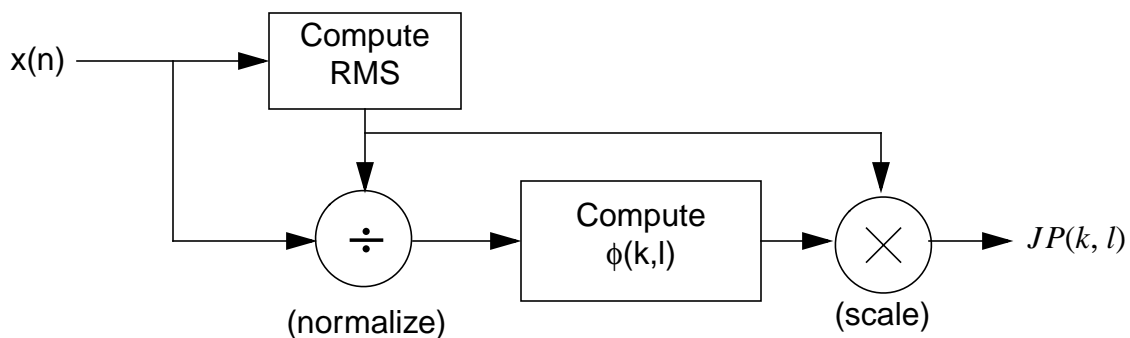 Compute
RMS
x(n)
÷
Compute
ϕ(k,l)
×
JP(k, l)
(normalize)
(scale)